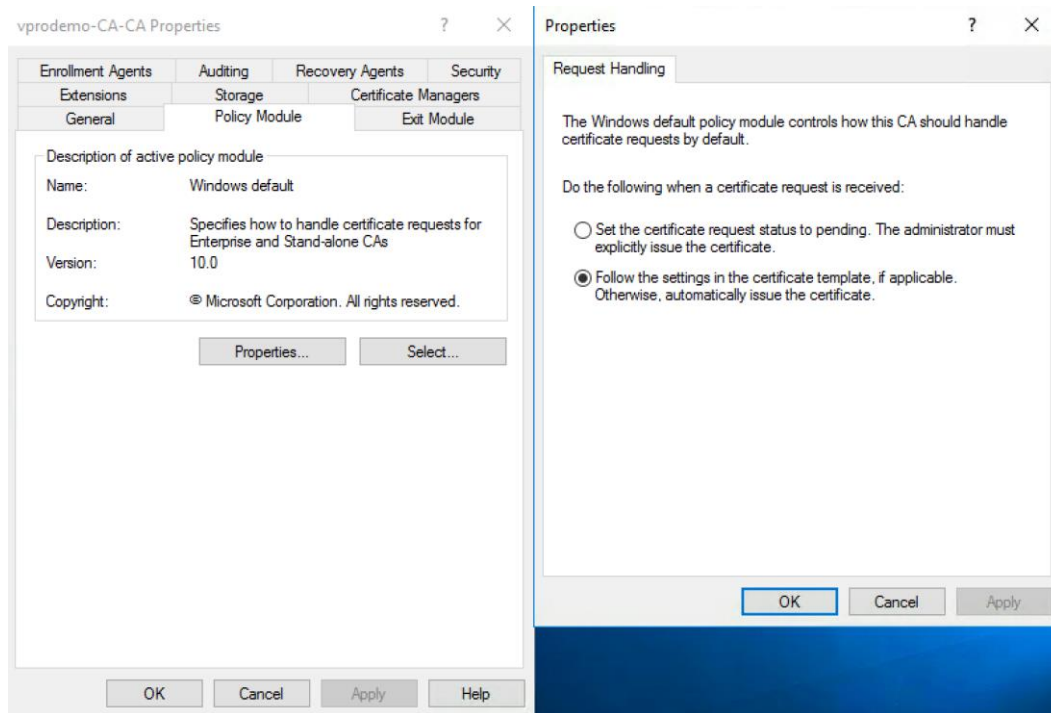 vprodemo-CA-CA Properties
Enrollment Agents
Auditing
Recovery Agents
Security
Extensions
Storage
Certificate Managers
General
Policy Module
Exit Module
Description of active policy module
Name:
Windows default
Description:
Specifies how to handle certificate requests for
Enterprise and Stand-alone CAs
Version:
10.0
Copyright:
© Microsoft Corporation. All rights reserved.
Properties...
Select...
OK
Cancel
Apply
Help
Properties
Request Handling
The Windows default policy module controls how this CA should handle
certificate requests by default.
Do the following when a certificate request is received:
Set the certificate request status to pending. The administrator must
explicitly issue the certificate.
Follow the settings in the certificate template, if applicable.
Otherwise, automatically issue the certificate.
OK
Cancel
Apply